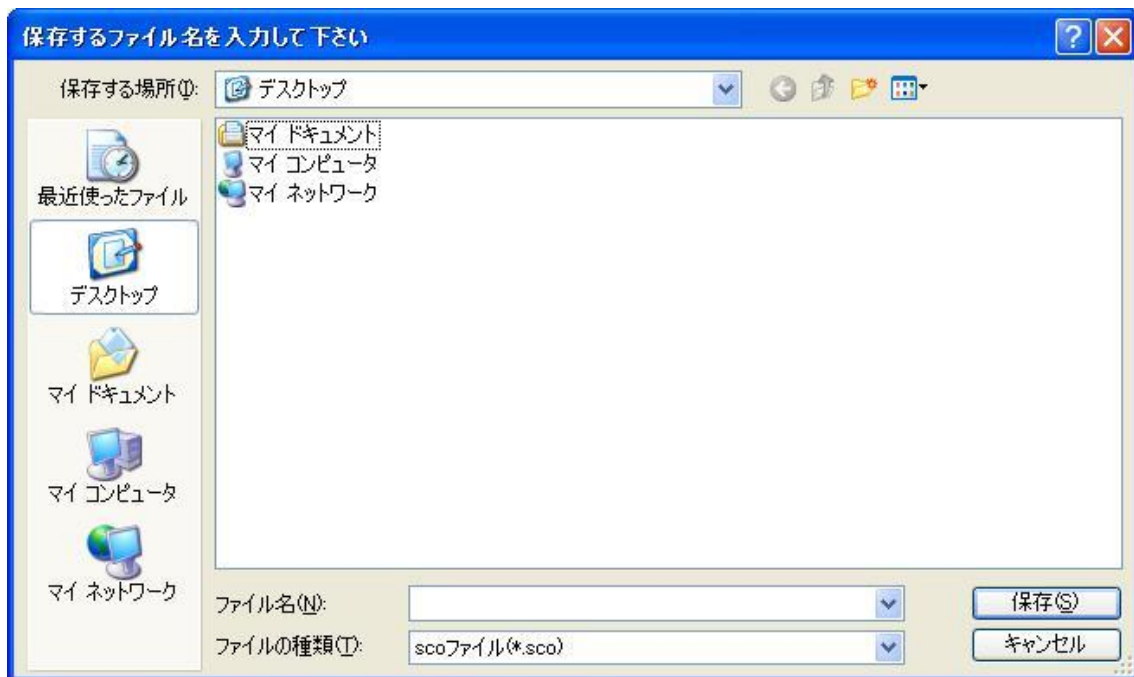 保存するファイル名を入力して下さい
保存する場所(I): デスクトップ
最近使ったファイル
デスクトップ
マイ ドキュメント
マイ コンピュータ
マイ ネットワーク
マイ ドキュメント
マイ コンピュータ
マイ ネットワーク
ファイル名(N): 保存(S)
ファイルの種類(T): scoファイル(*.sco) キャンセル